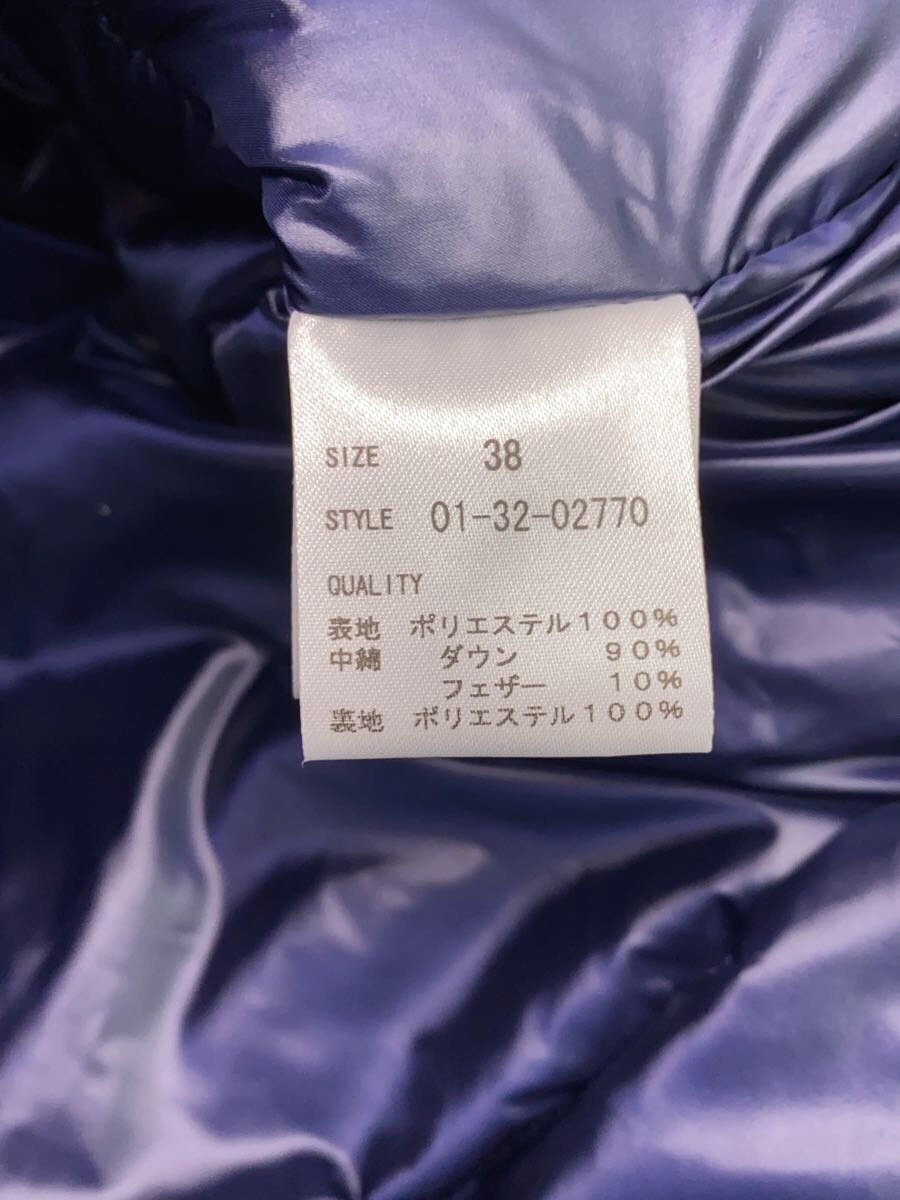 SIZE 38
STYLE 01-32-02770
QUALITY
表地 ポリエステル１００％
中綿 ダウン ９０％
フェザー １０％
裏地 ポリエステル１００％